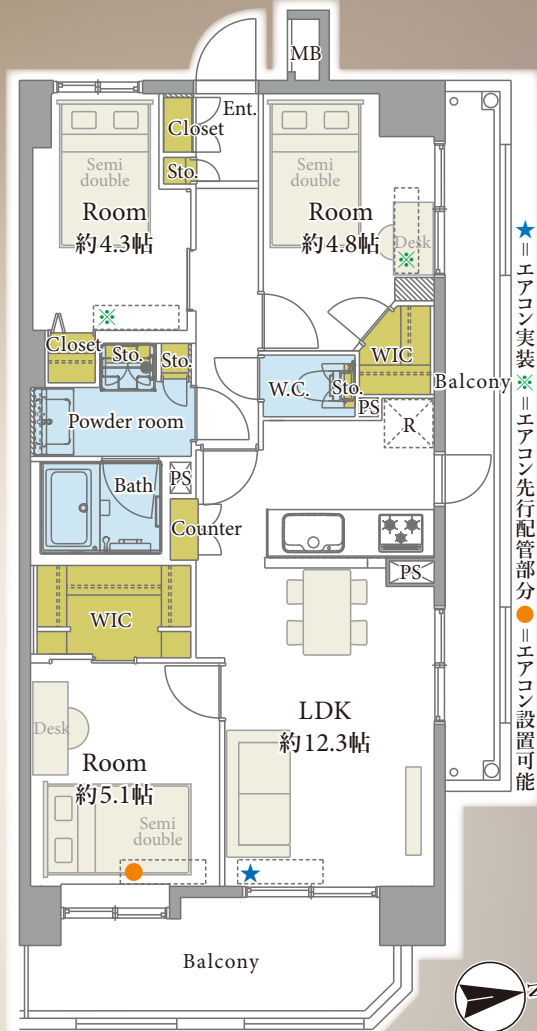 MB
Ent.
Closet
Sto.
Semi
double
Room
約4.3帖
※
Semi
double
Room
約4.8帖
Desk
※
Closet
Sto.
Sto.
W.C.
Sto.
WIC
PS
R
Balcony
Powder room
Bath
PS
Counter
PS
WIC
LDK
約12.3帖
Desk
Room
約5.1帖
Semi
double
●
★
Balcony
N
★=エアコン実装 ※=エアコン先行配管部分 ●=エアコン設置可能